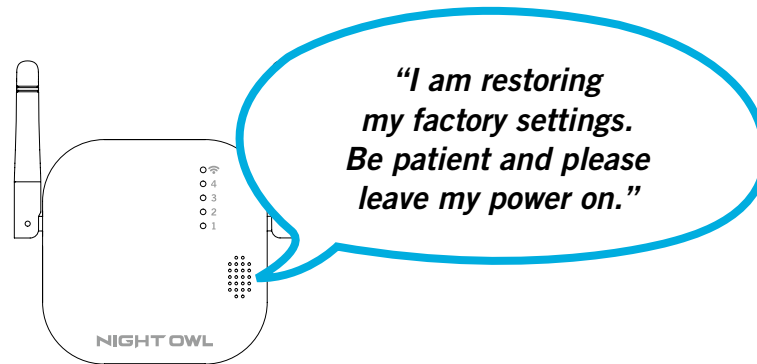 “I am restoring
my factory settings.
Be patient and please
leave my power on.”
4
3
2
1
NIGHT OWL